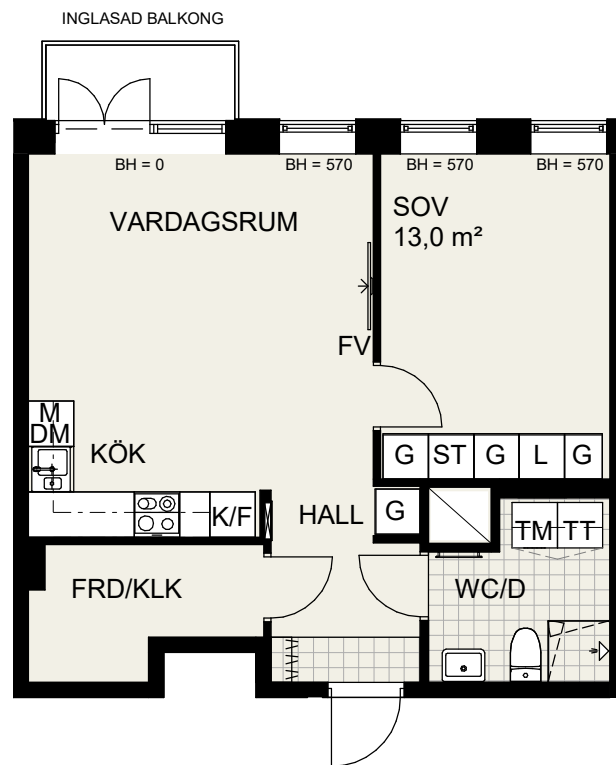 INGLASAD BALKONG
BH = 0
BH = 570
BH = 570
BH = 570
VARDAGSRUM
SOV
13,0 m²
FV
M
DM
KÖK
G
ST
G
L
G
K/F
HALL
G
TM
TT
FRD/KLK
WC/D